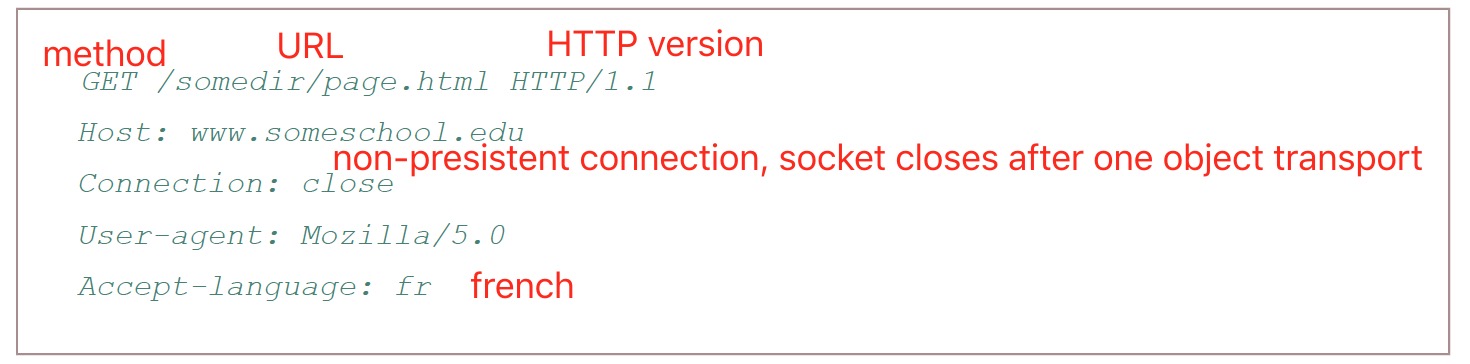 method URL HTTP version
GET /somedir/page.html HTTP/1.1
Host: www.someschool.edu
non-presistent connection, socket closes after one object transport
Connection: close
User-agent: Mozilla/5.0
Accept-language: fr french